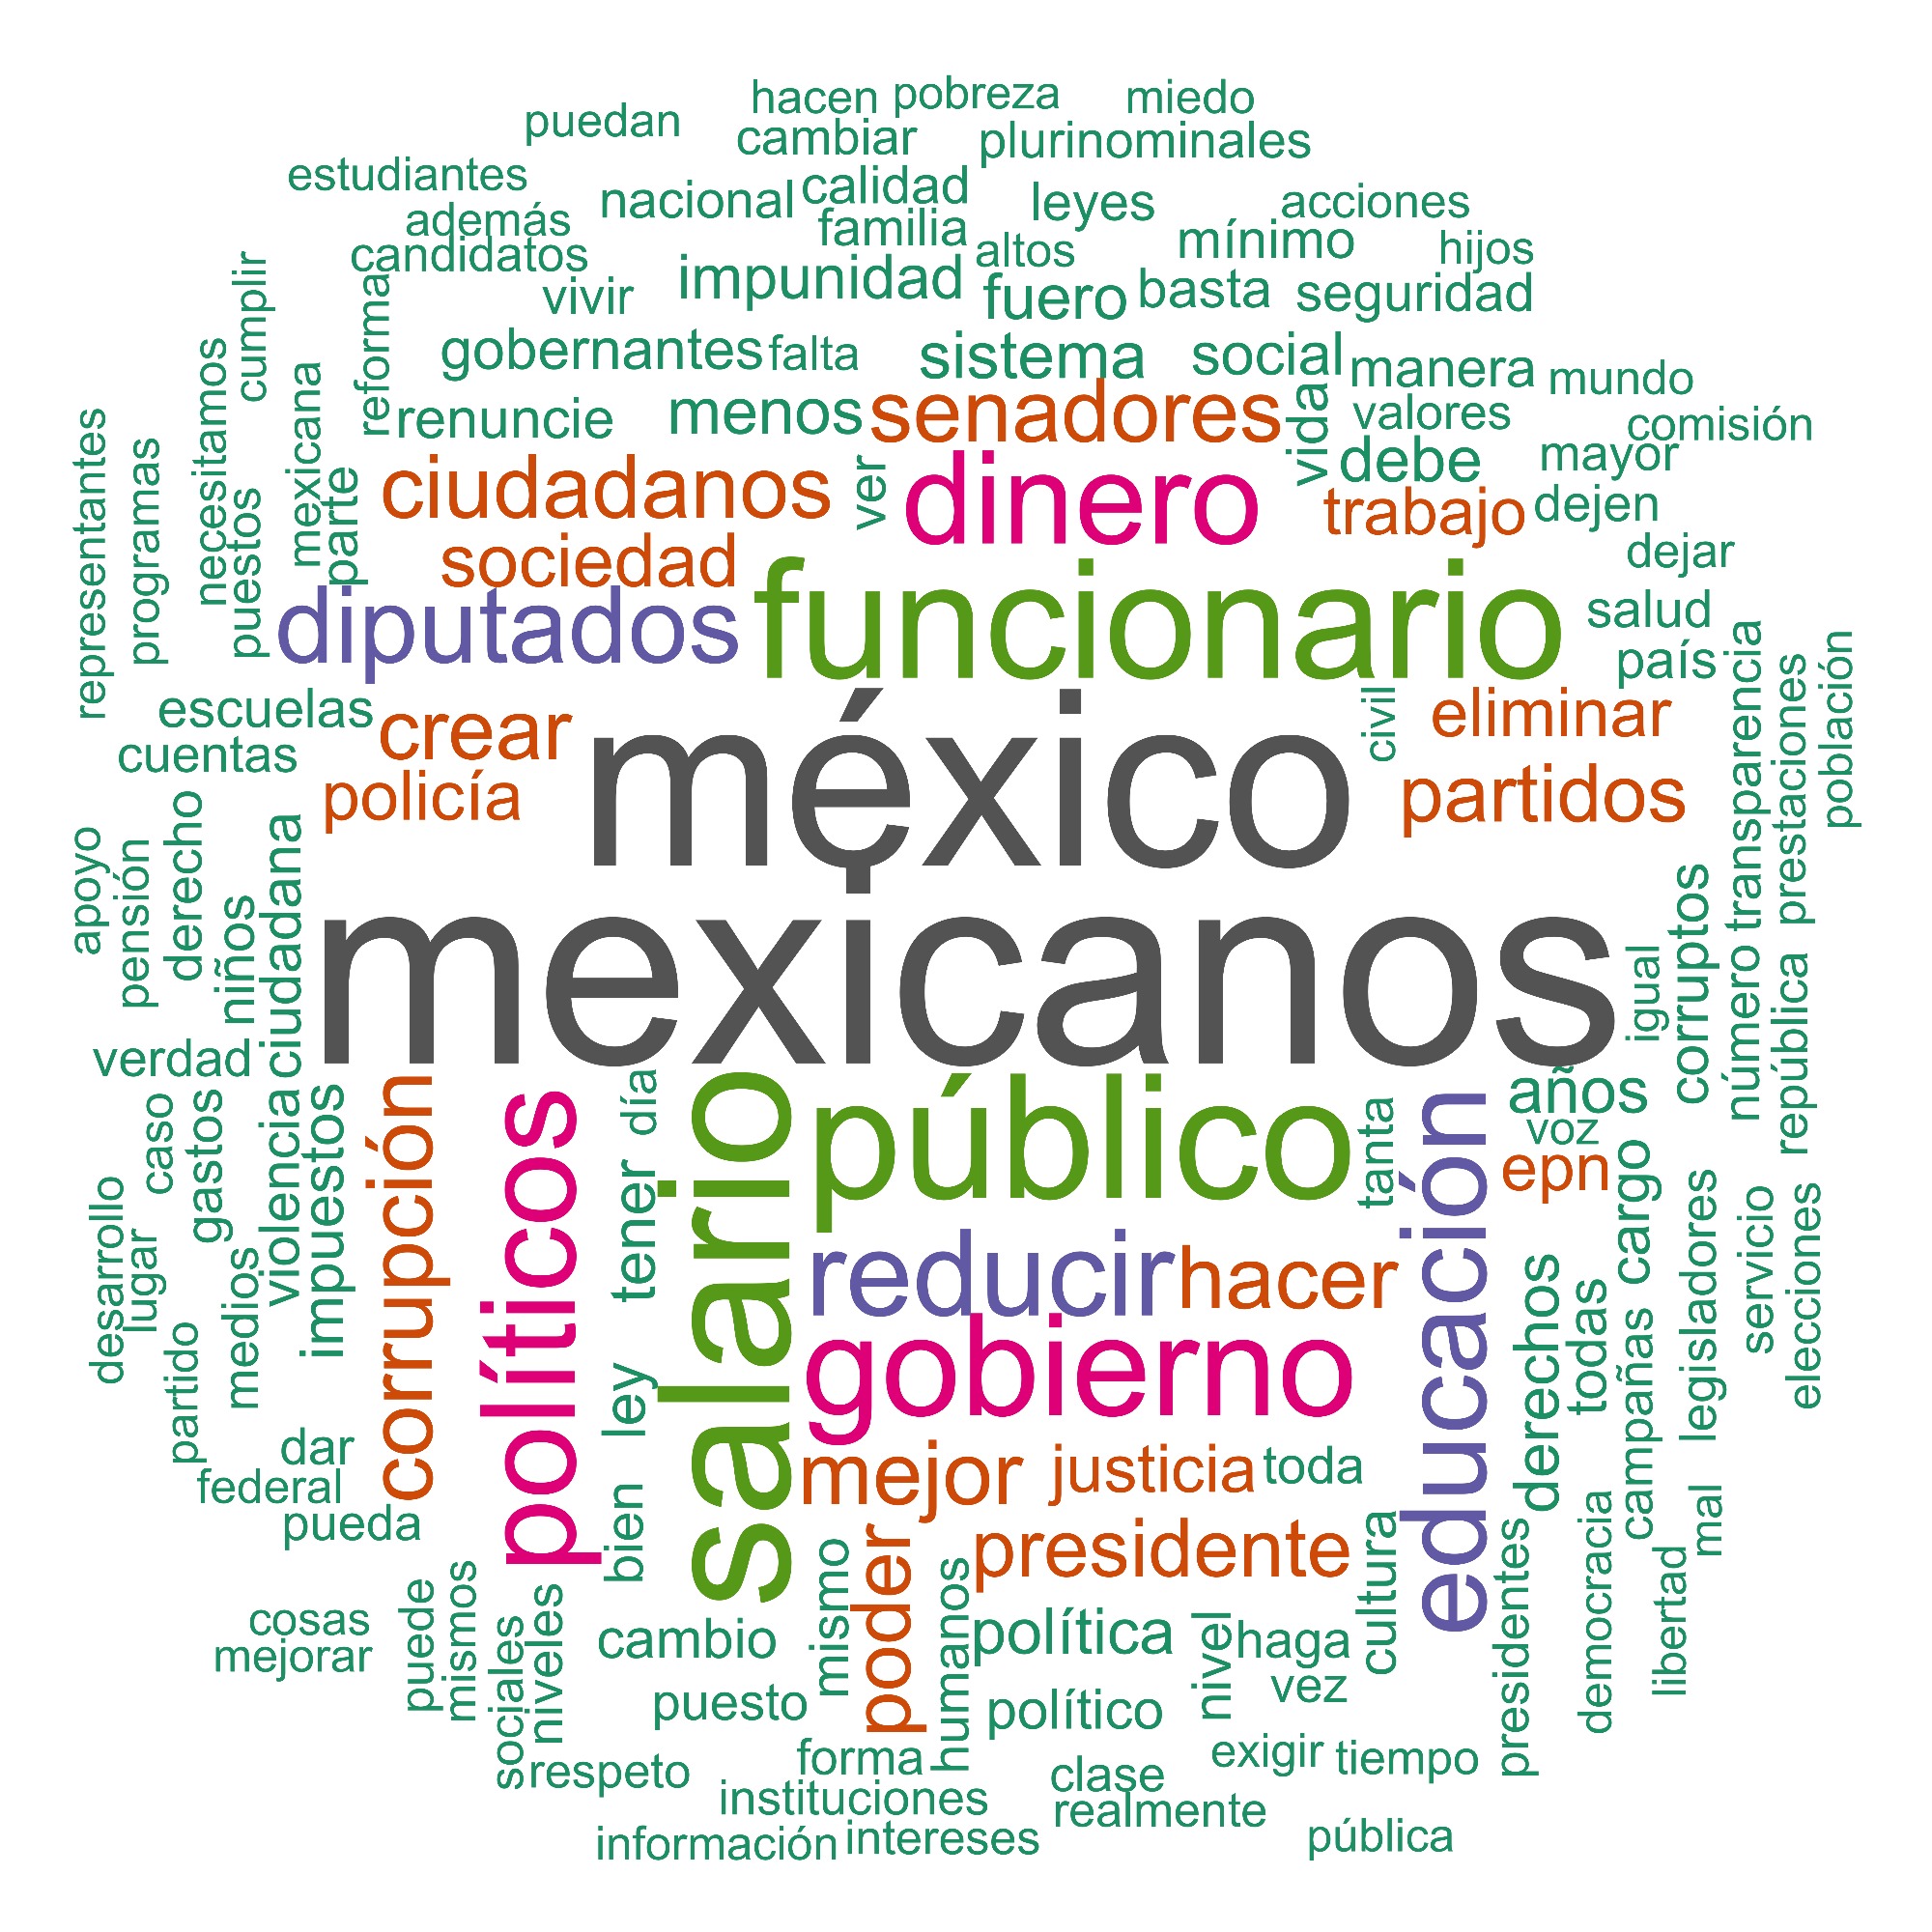 hacen pobreza miedo
puedan cambiar plurinominales
estudiantes nacional calidad leyes acciones
además familia altos mínimo hijos
candidatos impunidad fuero basta seguridad
cumplir reforma vivir
gobernantes falta sistema social manera mundo
necesitamos mexicana renuncie menos senadores vida valores comisión
representantes programas puestos parte ciudadanos ver dinero debe mayor
trabajo dejen
sociedad dejar
diputados funcionario salud
país
escuelas crear méxico civil eliminar transparencia prestaciones población
cuentas policía partidos
apoyo pensión derecho niños ciudadana mexicanos igual corruptos número república
verdad
caso gastos violencia impuestos corrupción políticos tener día salario público tanta educación años
voz
epn
desarrollo lugar medios reducir hacer derechos todas cargo legisladores servicio elecciones
partido ley gobierno campañas
dar bien mejor justicia toda
federal mal
pueda poder presidente cultura presidentes democracia libertad
cosas puede mismos sociales niveles cambio mismo humanos política nivel haga
mejorar puesto político vez
respeto forma clase exigir tiempo
instituciones realmente
información intereses pública